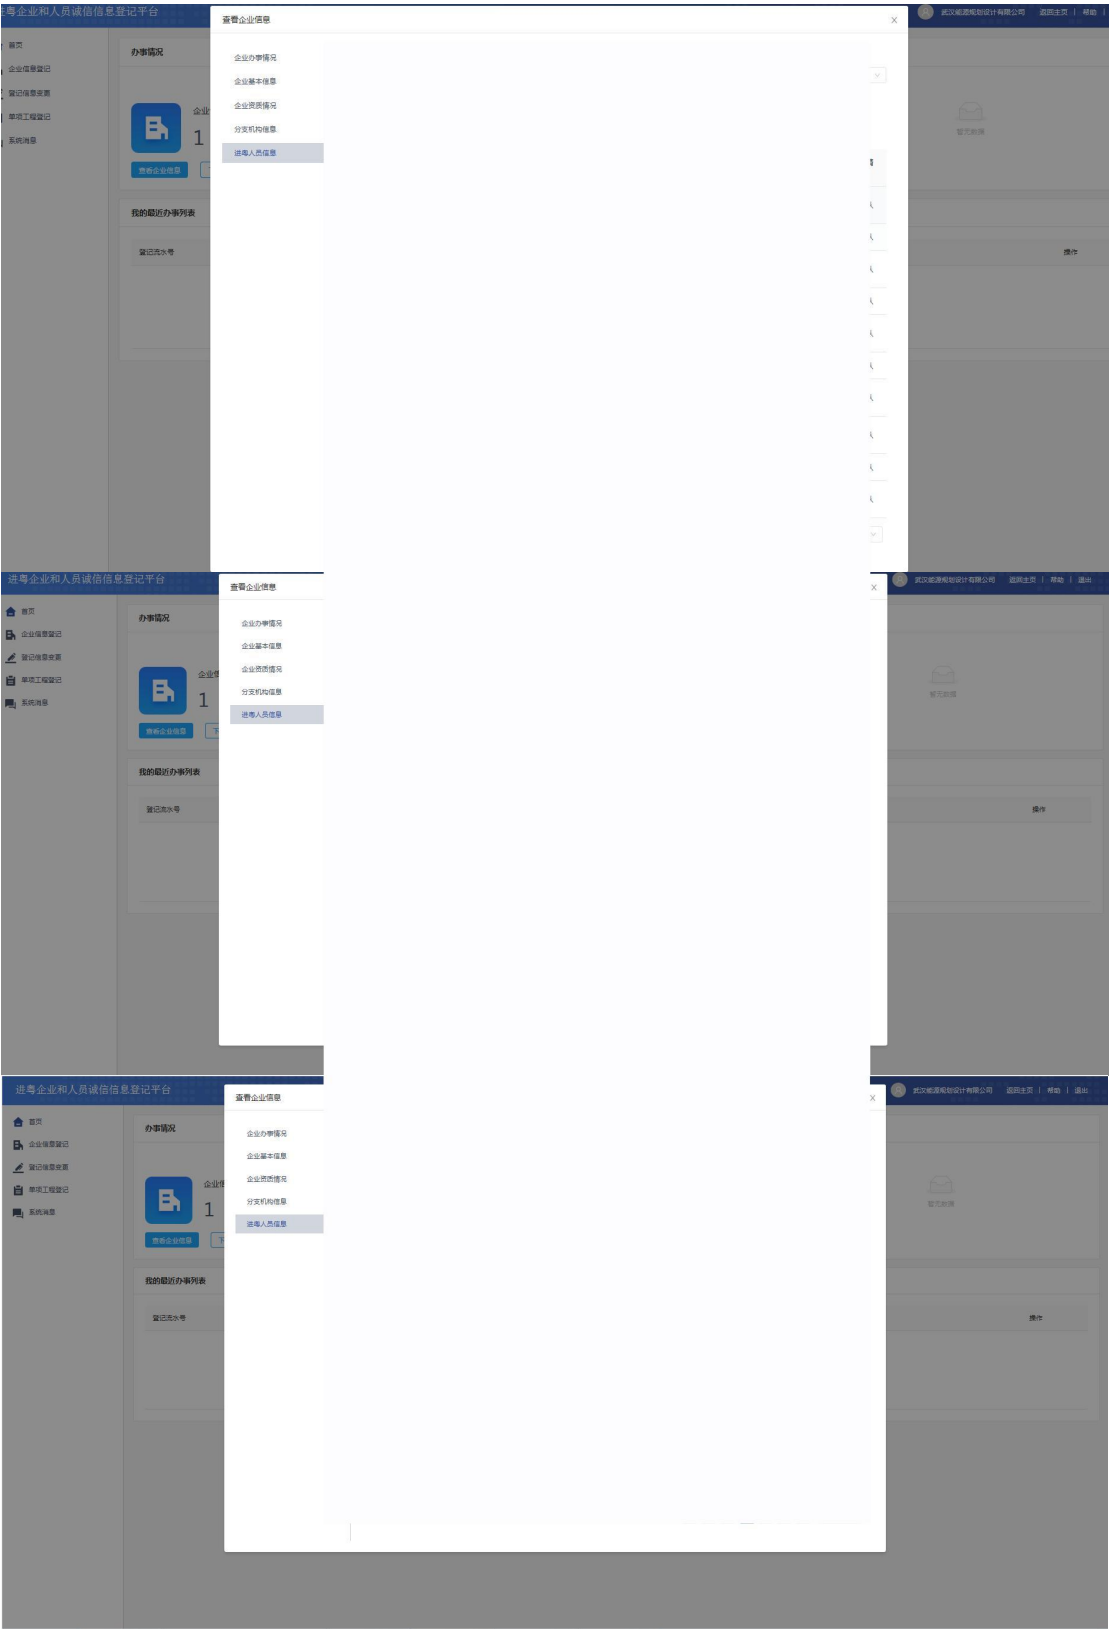 粤企业和人员诚信信息登记平台
武汉能源规划设计有限公司 返回主页 | 帮助 |
首页
企业信息登记
登记信息变更
单项工程登记
系统消息
办事情况
企业
1
查看企业信息
暂无数据
我的最近办事列表
登记流水号
操作
查看企业信息
企业办事情况
企业基本信息
企业资质情况
分支机构信息
进粤人员信息
进粤企业和人员诚信信息登记平台
武汉能源规划设计有限公司 返回主页 | 帮助 | 退出
首页
企业信息登记
登记信息变更
单项工程登记
系统消息
办事情况
企业信
1
查看企业信息 下
暂无数据
我的最近办事列表
登记流水号
操作
查看企业信息
企业办事情况
企业基本信息
企业资质情况
分支机构信息
进粤人员信息
进粤企业和人员诚信信息登记平台
武汉能源规划设计有限公司 返回主页 | 帮助 | 退出
首页
企业信息登记
登记信息变更
单项工程登记
系统消息
办事情况
企业信
1
查看企业信息 下
暂无数据
我的最近办事列表
登记流水号
操作
查看企业信息
企业办事情况
企业基本信息
企业资质情况
分支机构信息
进粤人员信息